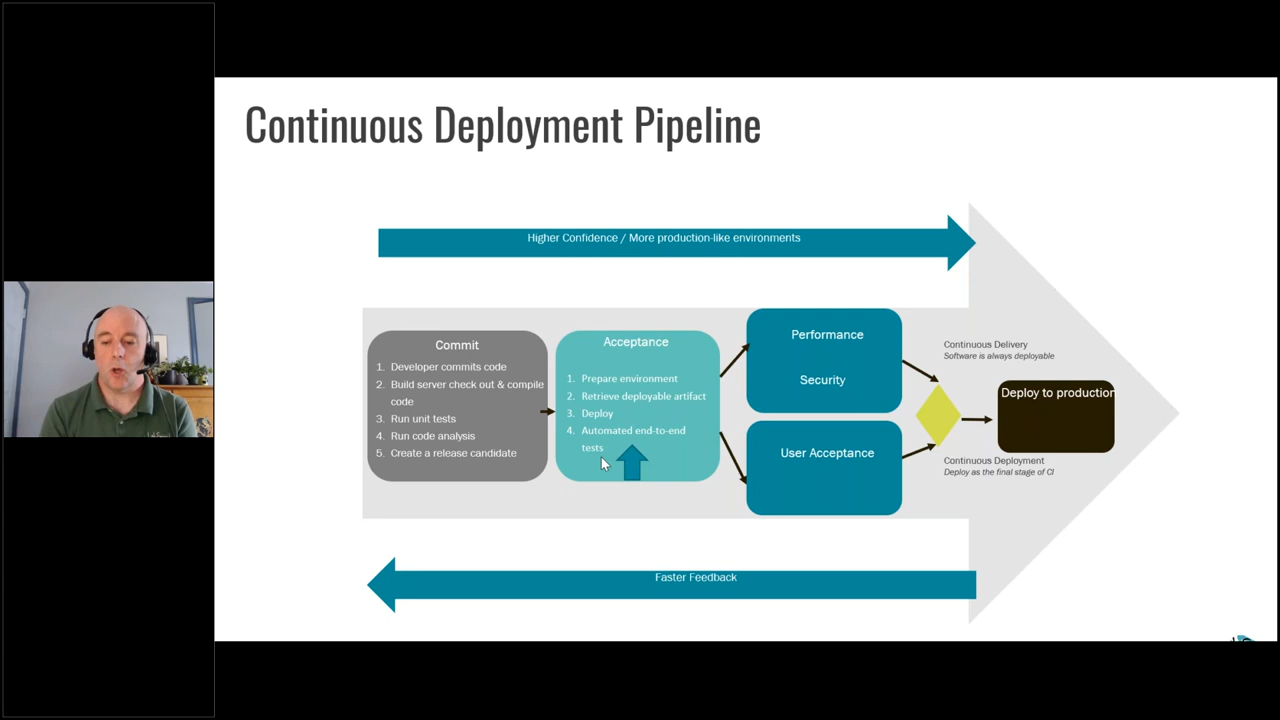 Continuous Deployment Pipeline
Higher Confidence / More production-like environments
Commit
1. Developer commits code
2. Build server check out & compile
code
3. Run unit tests
4. Run code analysis
5. Create a release candidate
Acceptance
1. Prepare environment
2. Retrieve deployable artifact
3. Deploy
4. Automated end-to-end
tests
Performance
Security
User Acceptance
Continuous Delivery
Software is always deployable
Deploy to production
Continuous Deployment
Deploy as the final stage of CI
Faster Feedback